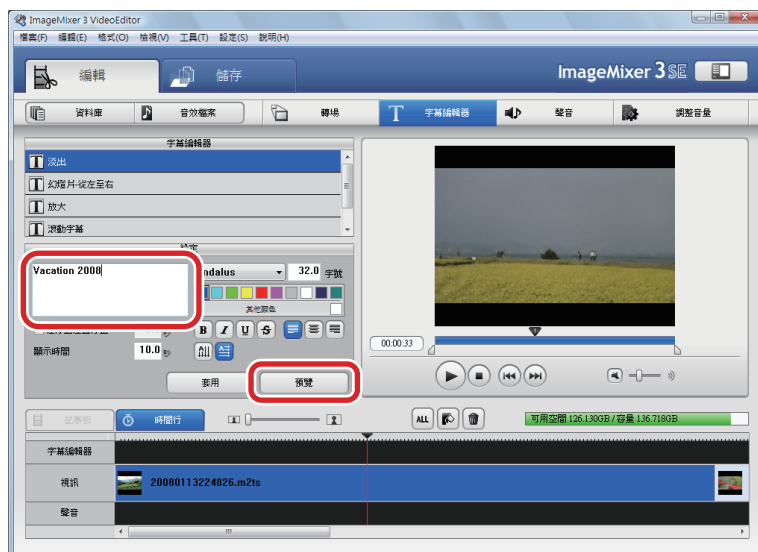 ImageMixer 3 VideoEditor
檔案(F) 編輯(E) 格式(O) 檢視(V) 工具(T) 設定(S) 說明(H)
編輯 儲存 ImageMixer 3 SE
資料庫 音效檔案 轉場 T 字幕編輯器 聲音 調整音量
字幕編輯器
T 淡出
T 幻燈片-從左至右
T 放大
T 滾動字幕
設定
Vacation 2008
ndalus 32.0 字號
其他顏色
B I U S
顯示時間 10.0 秒
套用 預覽
00:00:33
記事板 時間行 ALL 可用空間 126.130GB / 容量 136.718GB
字幕編輯器
視訊 20080113224826.m2ts
聲音